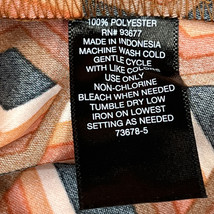 100% POLYESTER
RN# 93677
MADE IN INDONESIA
MACHINE WASH COLD
GENTLE CYCLE
WITH LIKE COLORS
USE ONLY
NON-CHLORINE
BLEACH WHEN NEEDED
TUMBLE DRY LOW
IRON ON LOWEST
SETTING AS NEEDED
73678-5